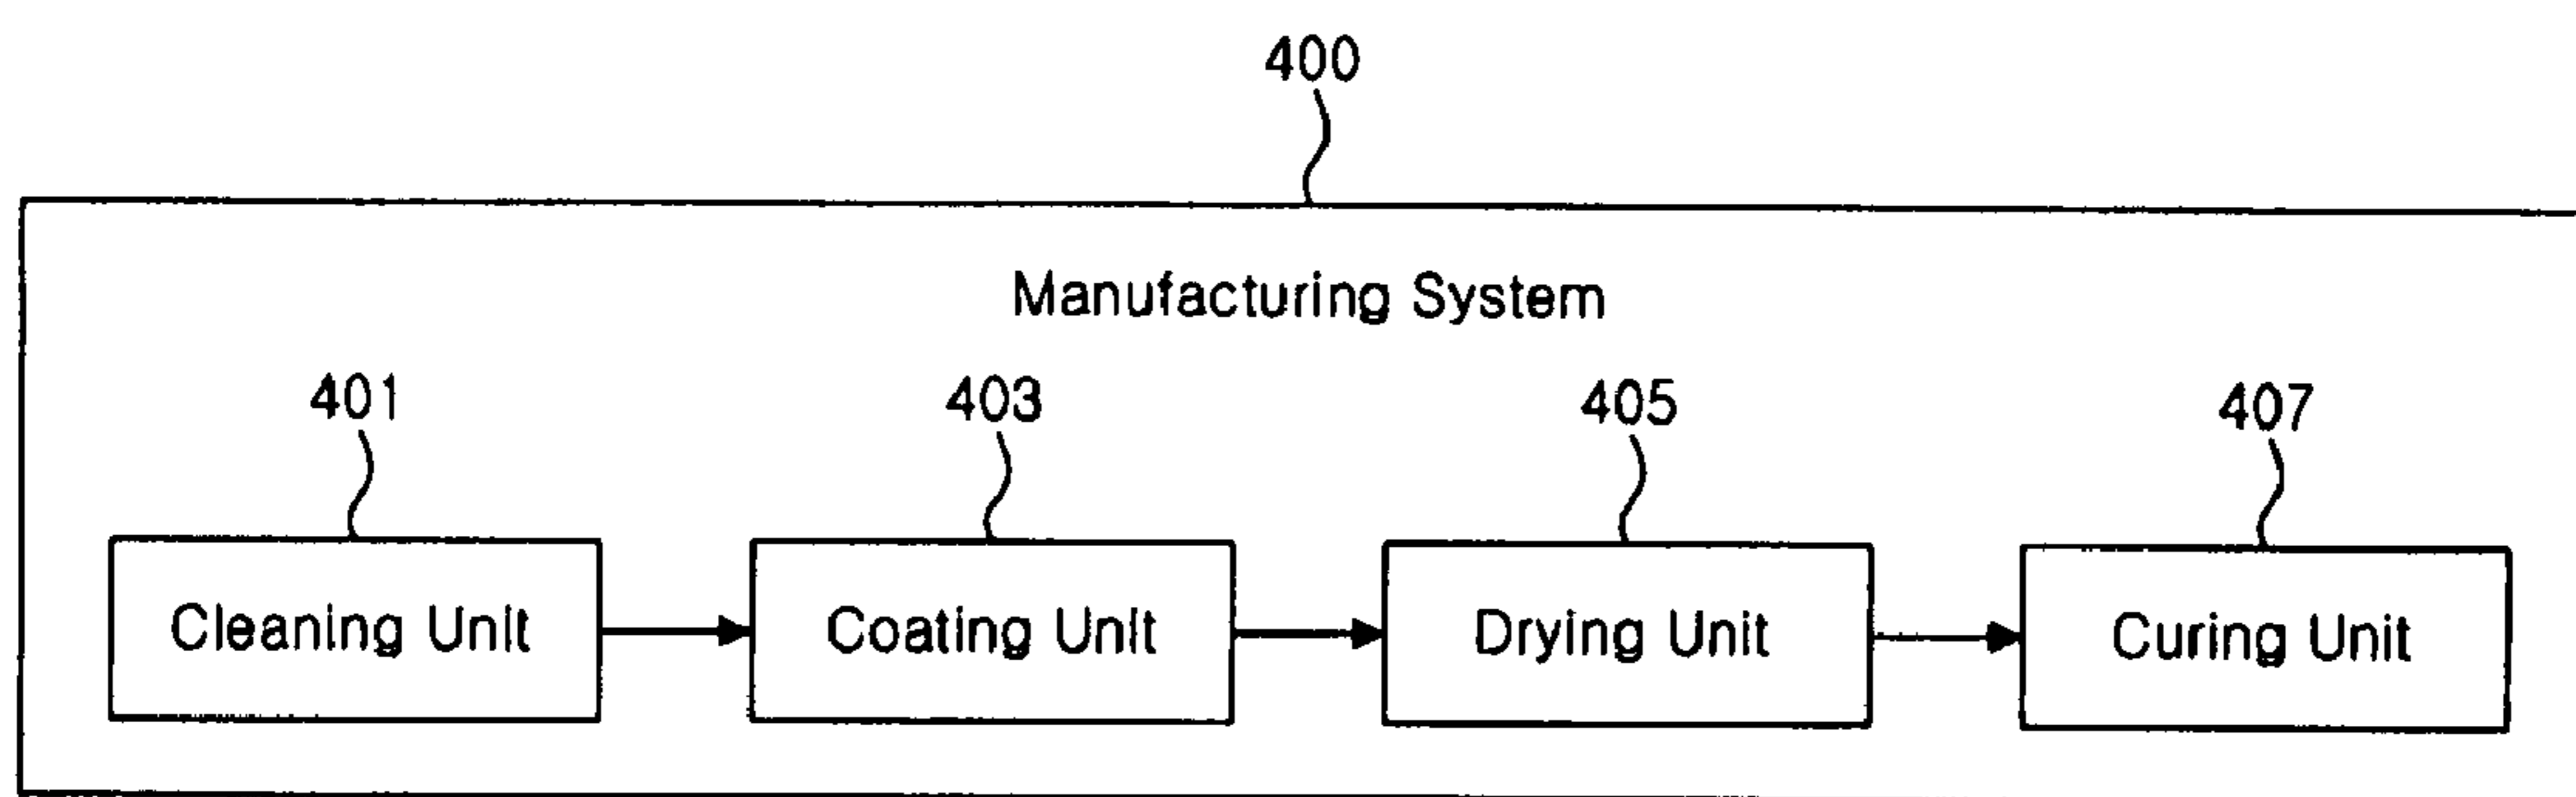 400
Manufacturing System
401
403
405
407
Cleaning Unit
Coating Unit
Drying Unit
Curing Unit